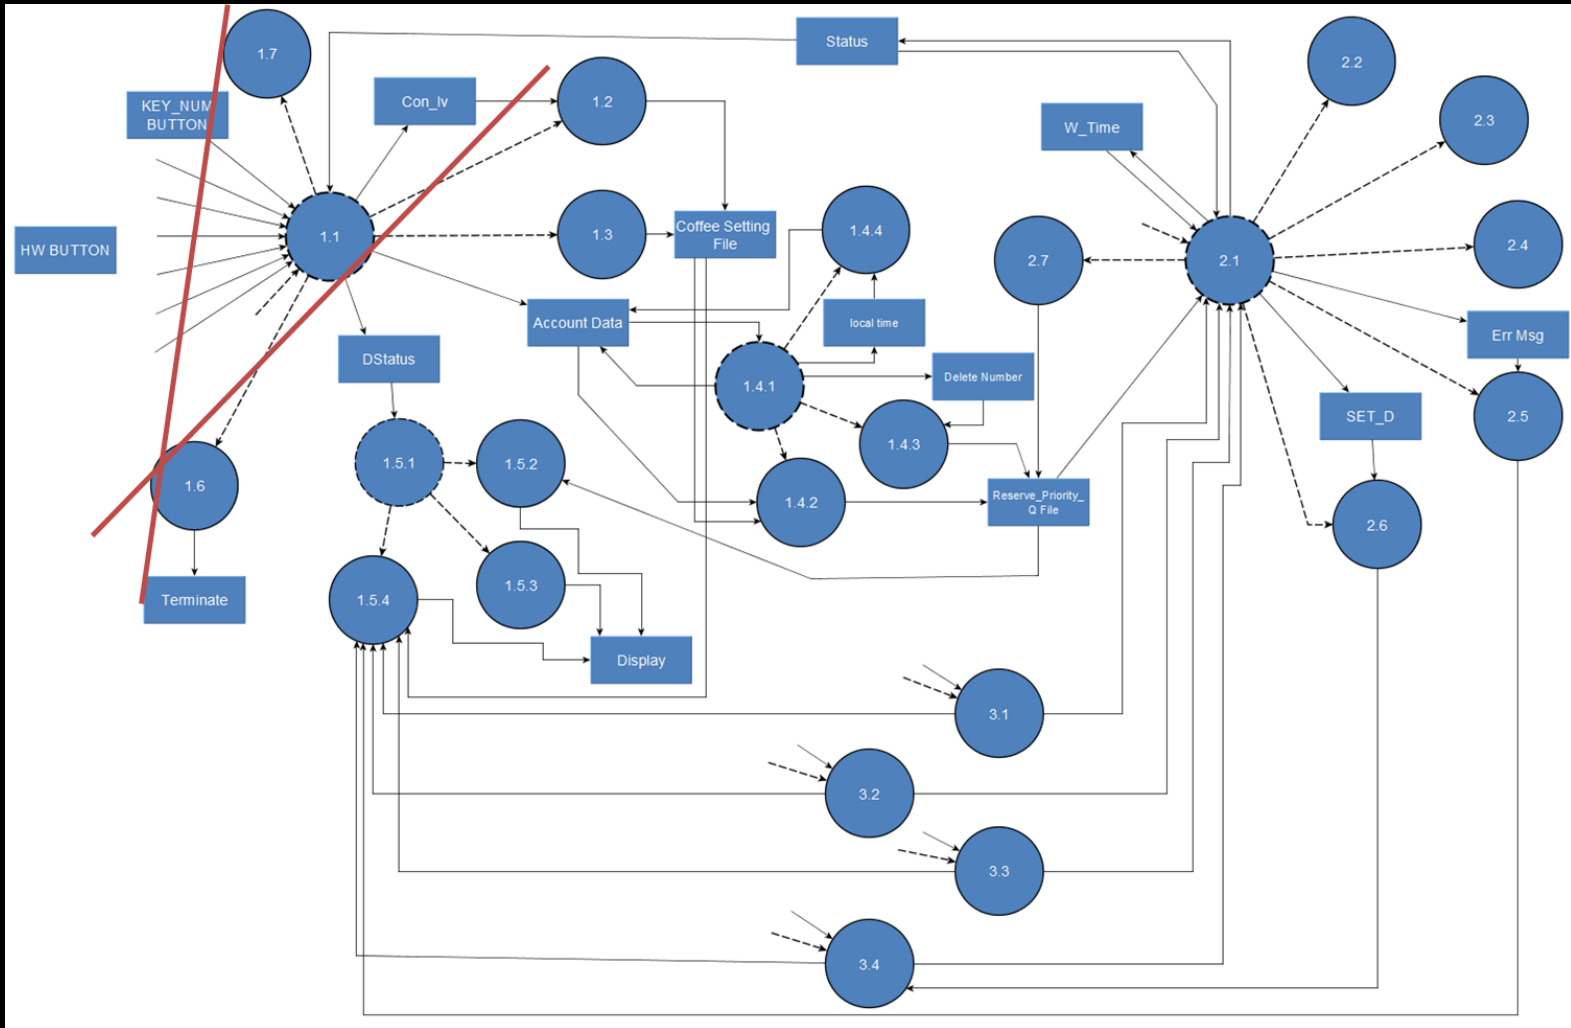 Status
1.7
2.2
Con_lv
1.2
KEY_NUM
BUTTON
W_Time
2.3
1.1
1.3
Coffee Setting
File
1.4.4
HW BUTTON
2.7
2.1
2.4
Account Data
local time
Err Msg
DStatus
1.4.1
Delete Number
SET_D
2.5
1.5.1
1.5.2
1.4.3
1.6
1.4.2
Reserve_Priority_
Q File
2.6
Terminate
1.5.4
1.5.3
Display
3.1
3.2
3.3
3.4